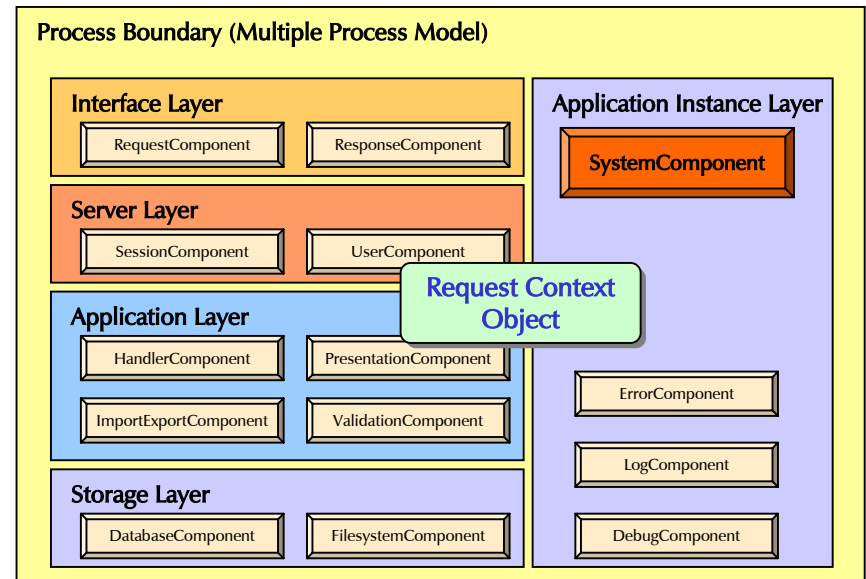 Process Boundary (Multiple Process Model)
Interface Layer
RequestComponent
ResponseComponent
Server Layer
SessionComponent
UserComponent
Application Layer
HandlerComponent
PresentationComponent
ImportExportComponent
ValidationComponent
Storage Layer
DatabaseComponent
FilesystemComponent
Request Context
Object
Application Instance Layer
SystemComponent
ErrorComponent
LogComponent
DebugComponent